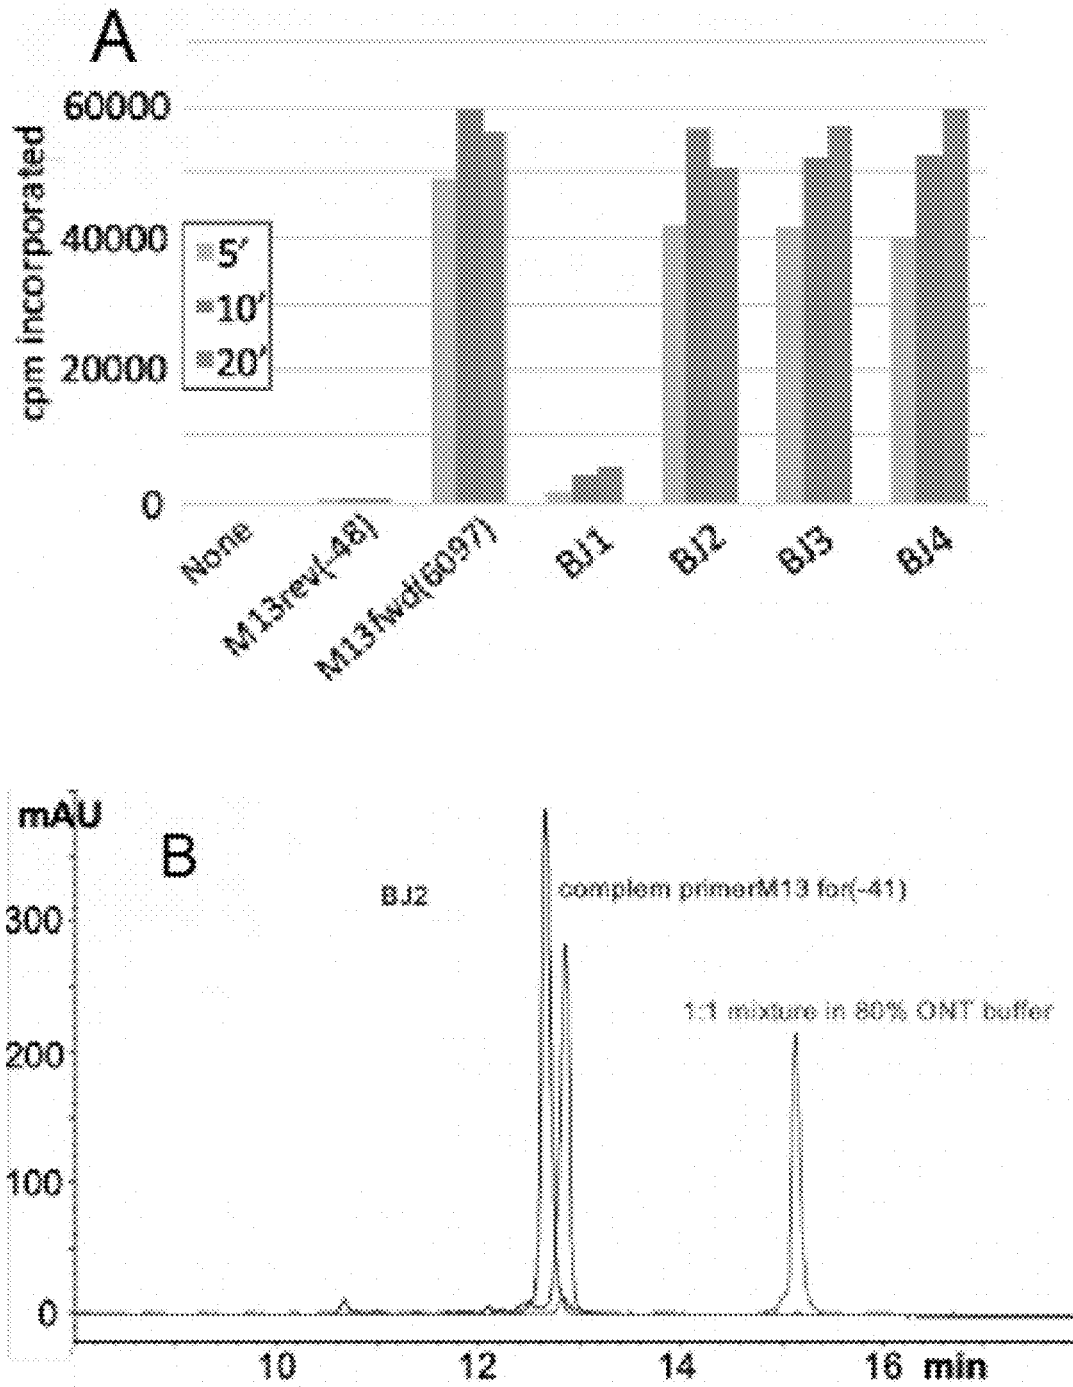 A
60000
40000
20000
0
cpm incorporated
5'
10'
20'
None
M13rev(-48)
M13fwd(6097)
BJ1
BJ2
BJ3
BJ4
mAU
B
BJ2
complem primerM13 for(-41)
1:1 mixture in 80% ONT buffer
300
200
100
0
10 12 14 16 min